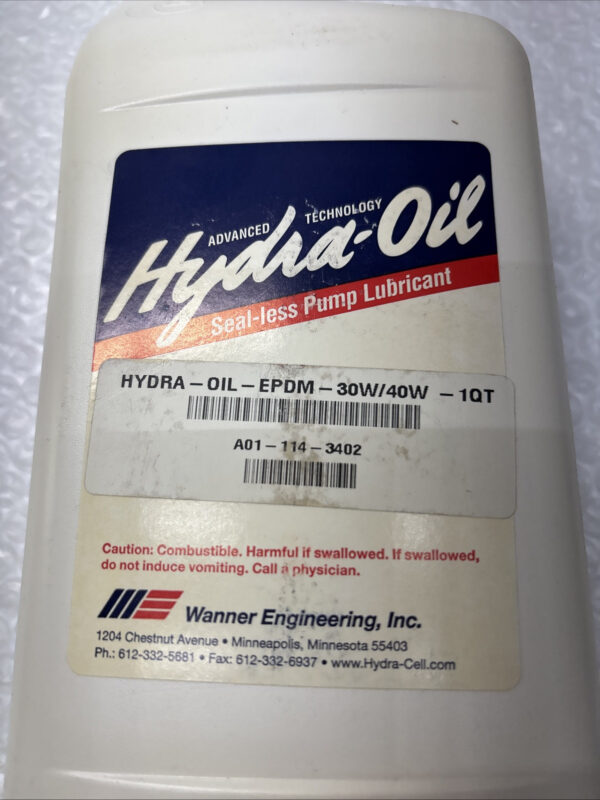 ADVANCED TECHNOLOGY
Hydra-Oil
Seal-less Pump Lubricant
HYDRA-OIL-EPDM-30W/40W -1QT
A01-114-3402
Caution: Combustible. Harmful if swallowed. If swallowed,
do not induce vomiting. Call a physician.
Wanner Engineering, Inc.
1204 Chestnut Avenue • Minneapolis, Minnesota 55403
Ph.: 612-332-5681 • Fax: 612-332-6937 • www.Hydra-Cell.com